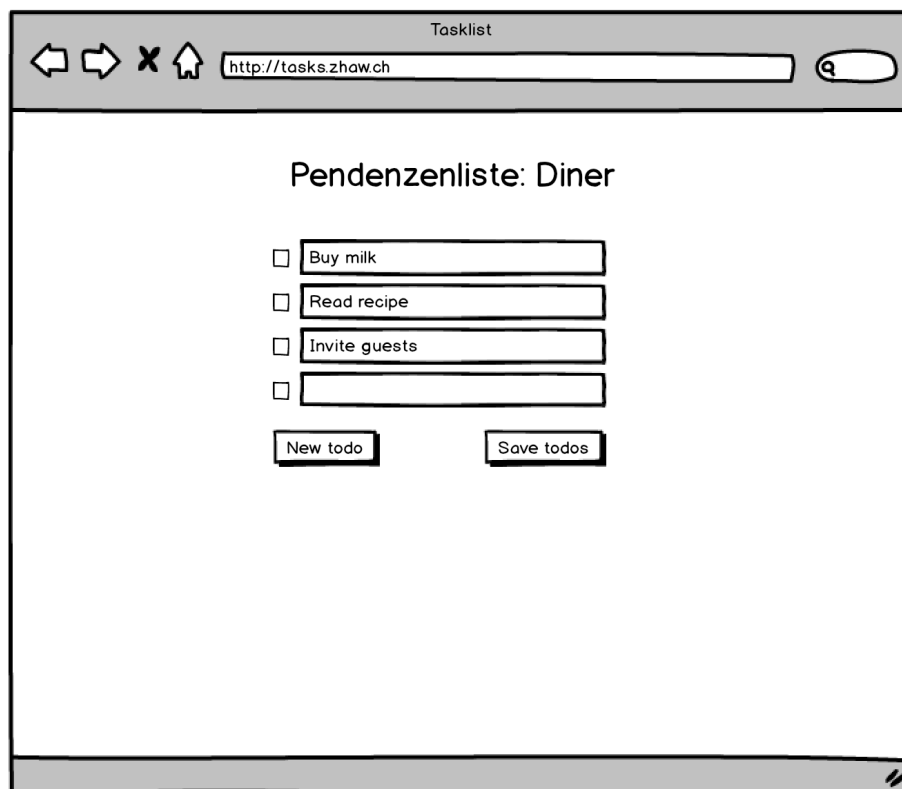 Tasklist
http://tasks.zhaw.ch
Pendenzenliste: Diner
Buy milk
Read recipe
Invite guests
New todo Save todos